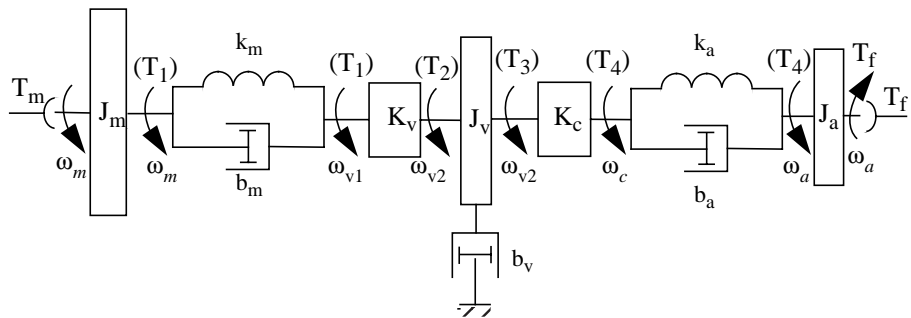 k_m
k_a
(T_1)
(T_1)
(T_2)
(T_3)
(T_4)
(T_4)
T_f
T_m
T_f
J_m
K_v
J_v
K_c
J_a
ω_m
ω_m
ω_v1
ω_v2
ω_v2
ω_c
ω_a
ω_a
b_m
b_a
b_v